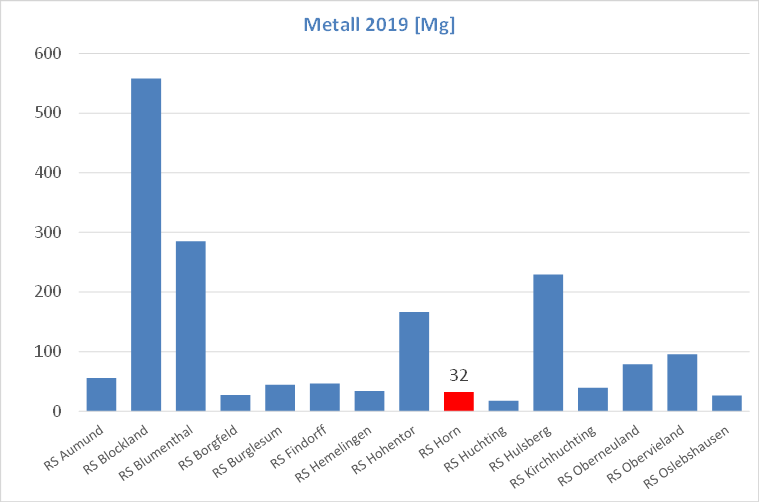 Metall 2019 [Mg]
600
500
400
300
200
100
0
32
RS Aumund
RS Blockland
RS Blumenthal
RS Borgfeld
RS Burglesum
RS Findorff
RS Hemelingen
RS Hohentor
RS Horn
RS Huchting
RS Hulsberg
RS Kirchhuchting
RS Oberneuland
RS Obervieland
RS Oslebshausen